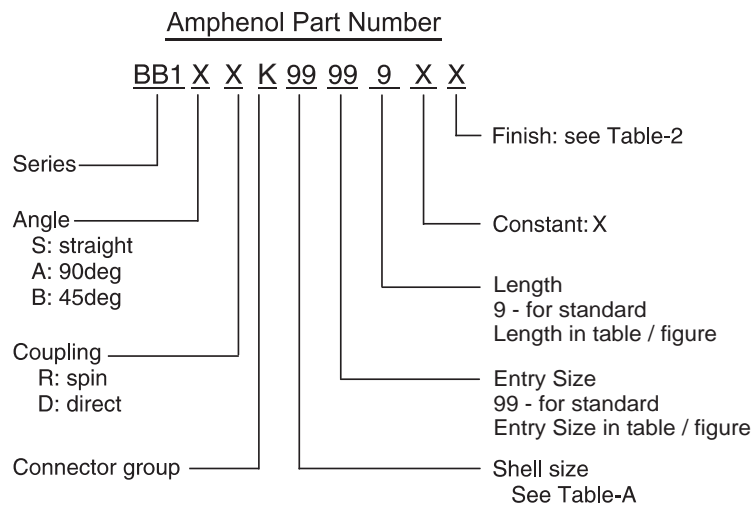 Amphenol Part Number
BB1 X X K 99 99 9 X X
Series
Angle
S: straight
A: 90deg
B: 45deg
Coupling
R: spin
D: direct
Connector group
Finish: see Table-2
Constant: X
Length
9 - for standard
Length in table / figure
Entry Size
99 - for standard
Entry Size in table / figure
Shell size
See Table-A